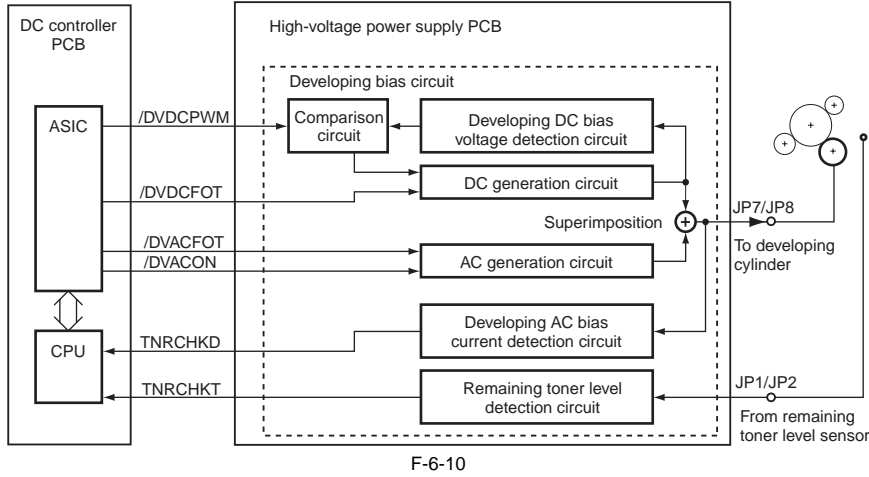 DC controller
PCB
High-voltage power supply PCB
Developing bias circuit
ASIC
/DVDCPWM
Comparison
circuit
Developing DC bias
voltage detection circuit
DC generation circuit
/DVDCFOT
Superimposition
JP7/JP8
/DVACFOT
/DVACON
AC generation circuit
To developing
cylinder
Developing AC bias
current detection circuit
CPU
TNRCHKD
TNRCHKT
Remaining toner level
detection circuit
JP1/JP2
From remaining
toner level sensor
F-6-10